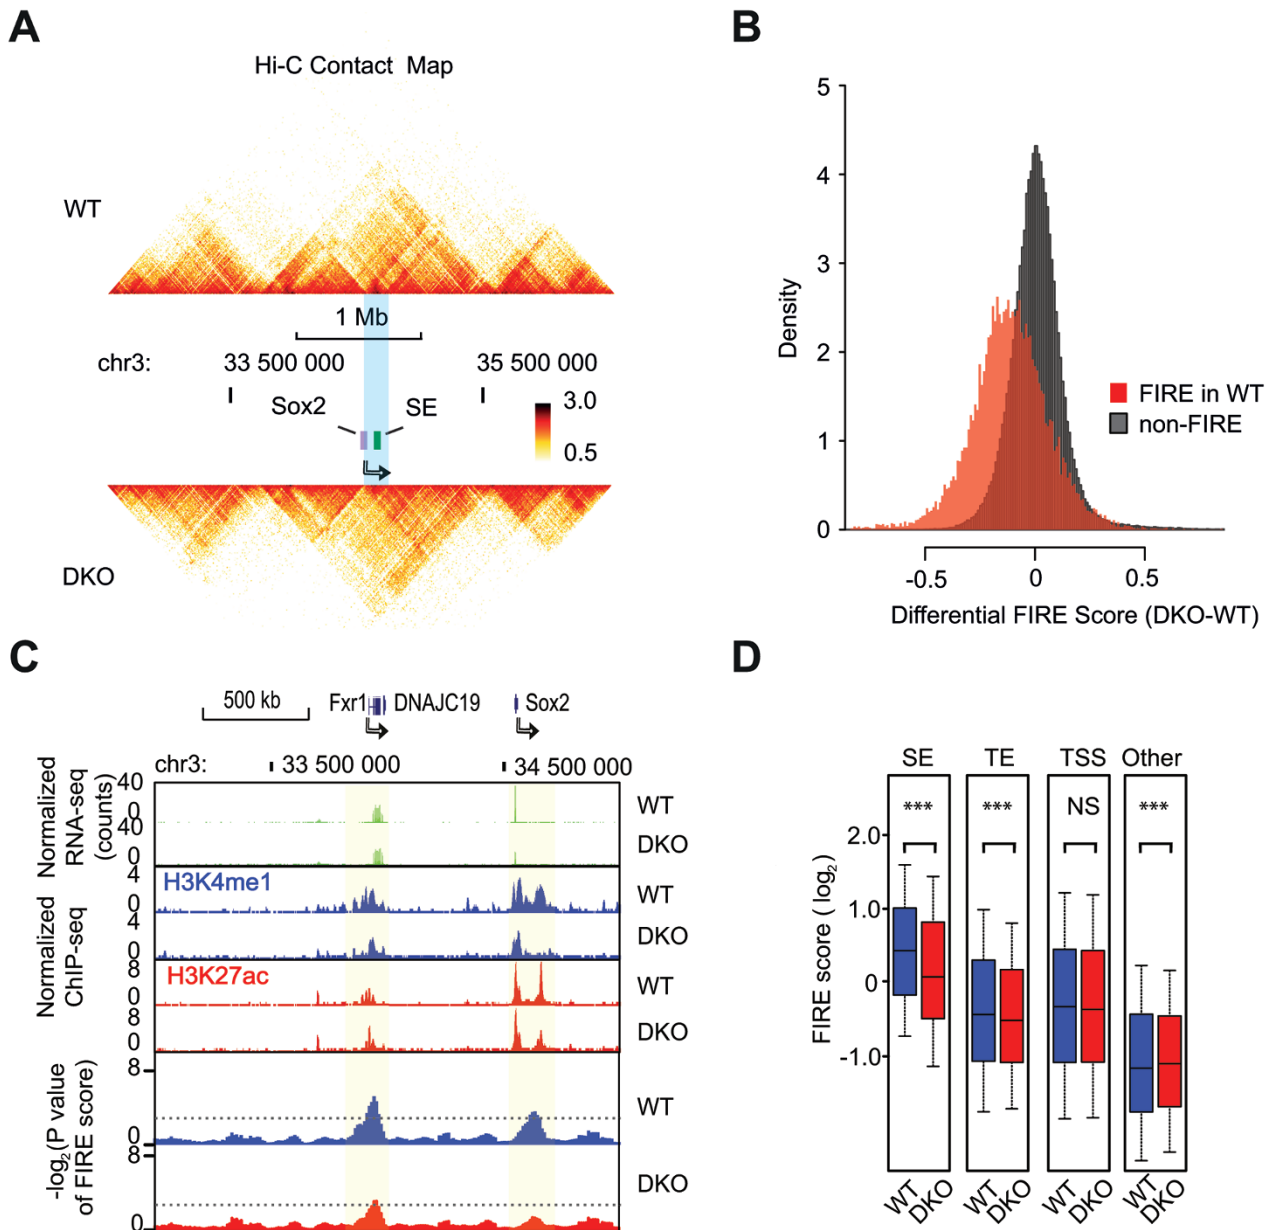 A
Hi-C Contact Map
WT
1 Mb
chr3:
33 500 000
35 500 000
Sox2
SE
3.0
0.5
DKO
B
5
4
3
2
1
0
Density
FIRE in WT
non-FIRE
-0.5
0
0.5
Differential FIRE Score (DKO-WT)
C
500 kb
Fxr1
DNAJC19
Sox2
chr3:
33 500 000
34 500 000
Normalized
RNA-seq
(counts)
40
0
WT
40
0
DKO
Normalized
ChIP-seq
H3K4me1
4
0
WT
4
0
DKO
H3K27ac
8
0
WT
8
0
DKO
-log2(P value
of FIRE score)
8
0
WT
8
0
DKO
D
SE
TE
TSS
Other
***
***
NS
***
FIRE score ( log2)
2.0
1.0
0
-1.0
WT
DKO
WT
DKO
WT
DKO
WT
DKO